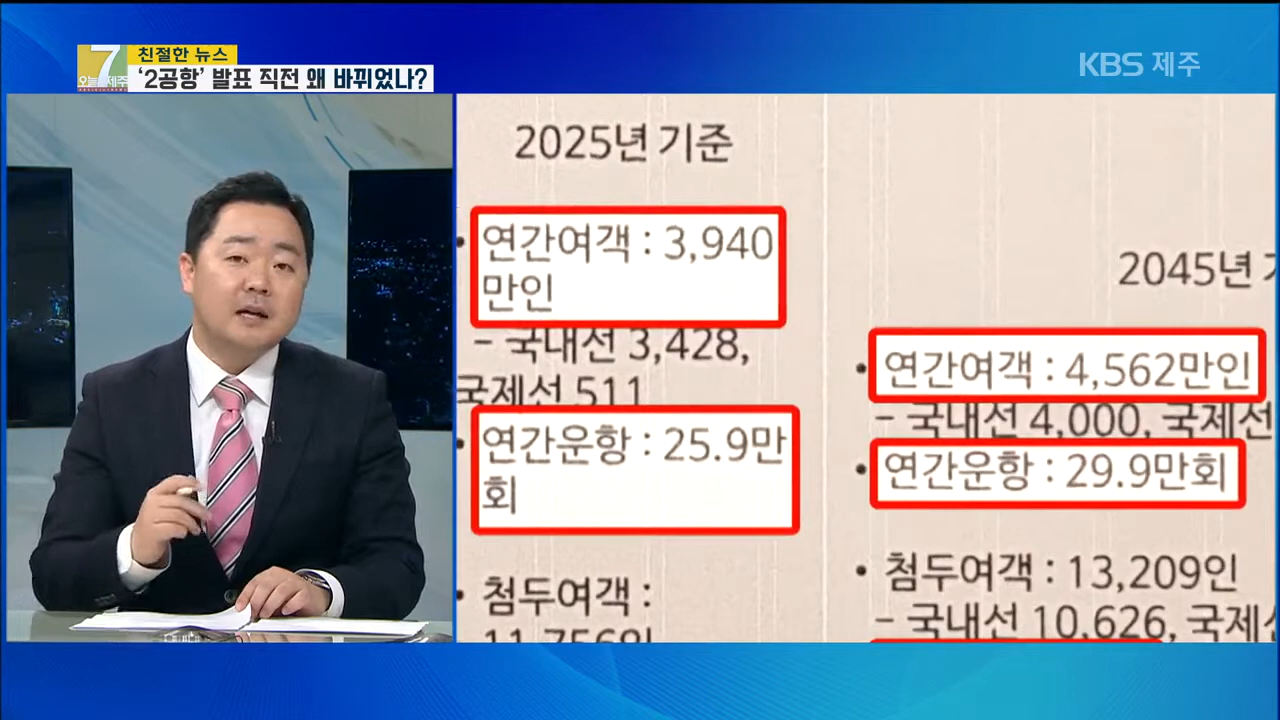 친절한 뉴스
7
오늘 제주
'2공항' 발표 직전 왜 바뀌었나?
KBS 제주
2025년 기준
• 연간여객 : 3,940
만인
- 국내선 3,428,
국제선 511
• 연간운항 : 25.9만
회
• 첨두여객 :
11,756인
2045년
• 연간여객 : 4,562만인
- 국내선 4,000, 국제선
• 연간운항 : 29.9만회
• 첨두여객 : 13,209인
- 국내선 10,626, 국제선